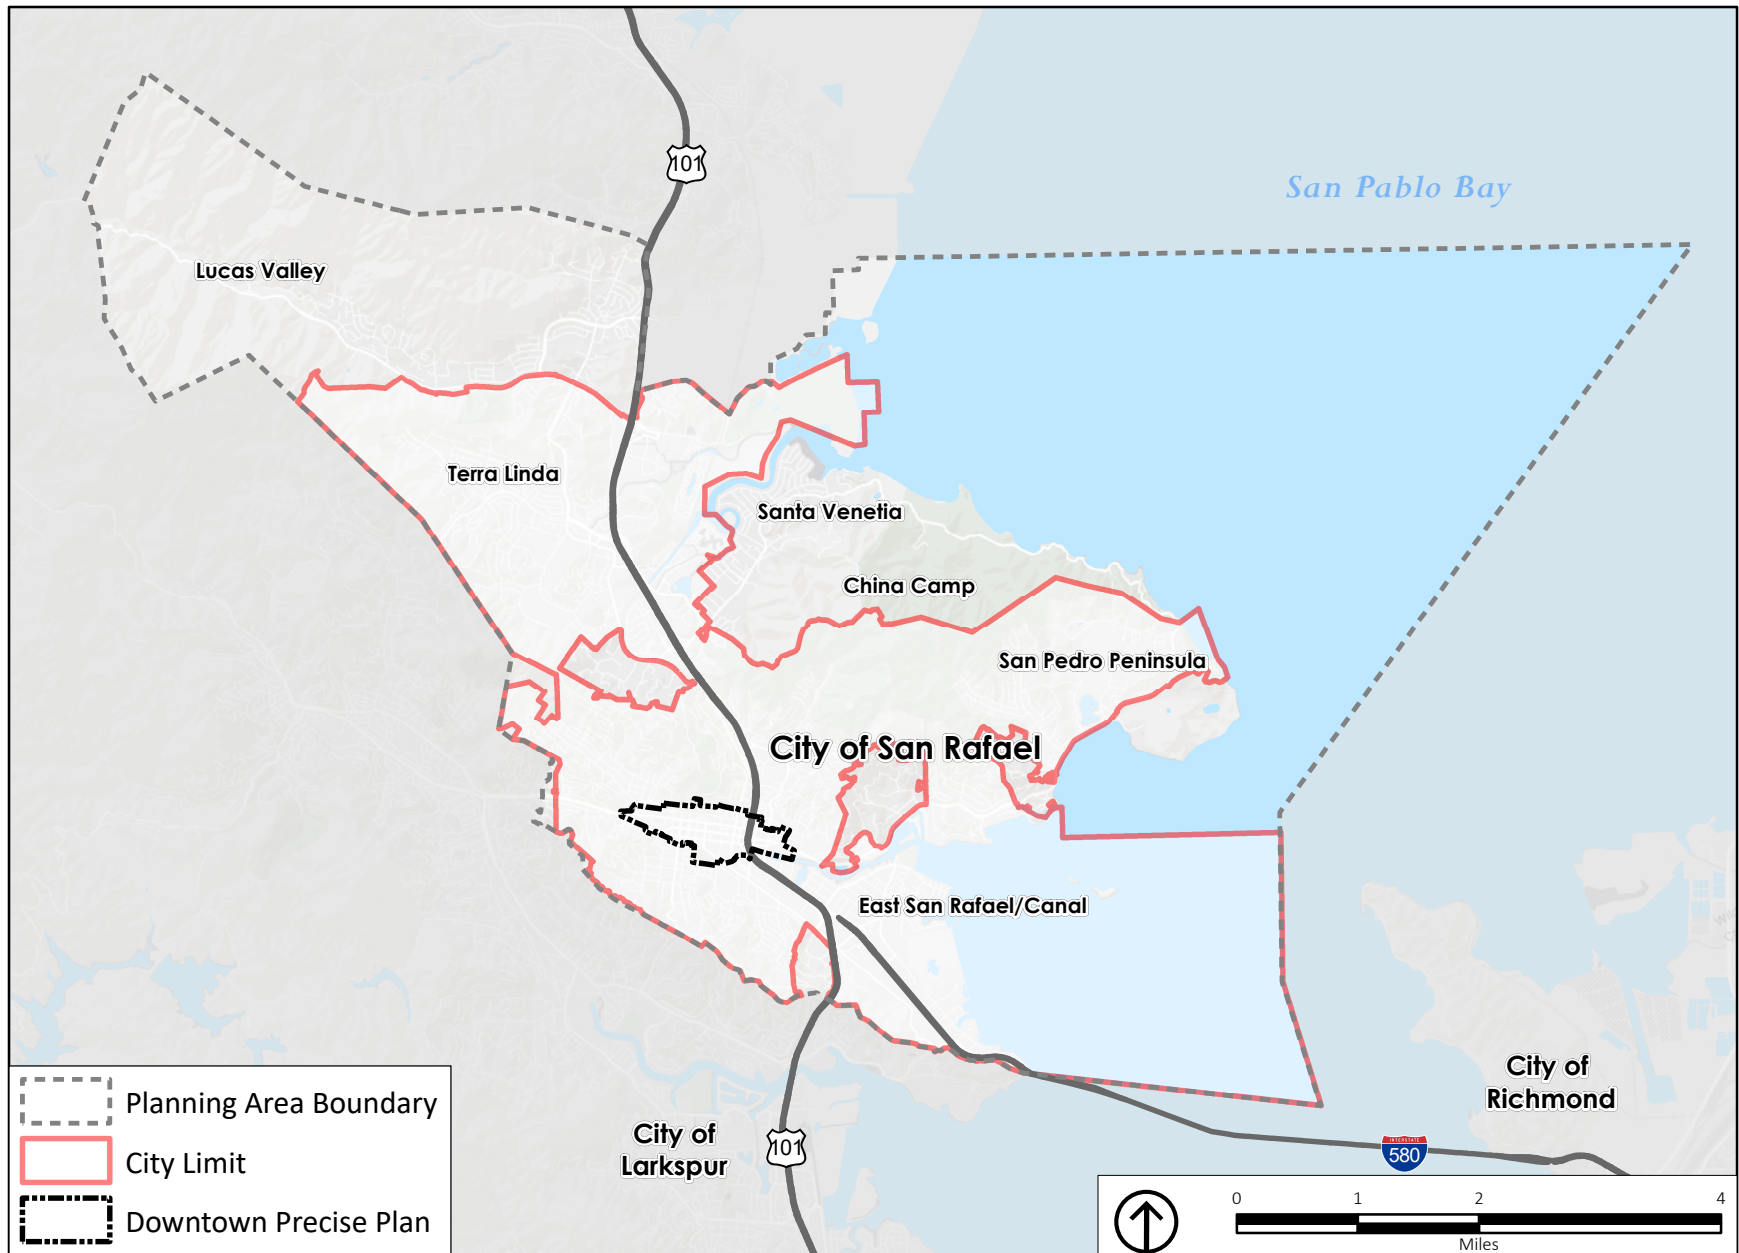 101
San Pablo Bay
Lucas Valley
Terra Linda
Santa Venetia
China Camp
San Pedro Peninsula
City of San Rafael
East San Rafael/Canal
City of
Richmond
City of
Larkspur
101
INTERSTATE
580
Planning Area Boundary
City Limit
Downtown Precise Plan
0 1 2 4
Miles